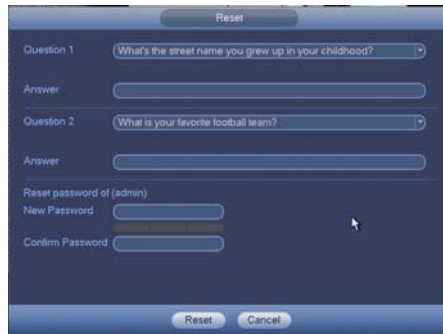 Reset
Question 1 What's the street name you grew up in your childhood?
Answer
Question 2 What is your favorite football team?
Answer
Reset password of (admin)
New Password
Confirm Password
Reset Cancel